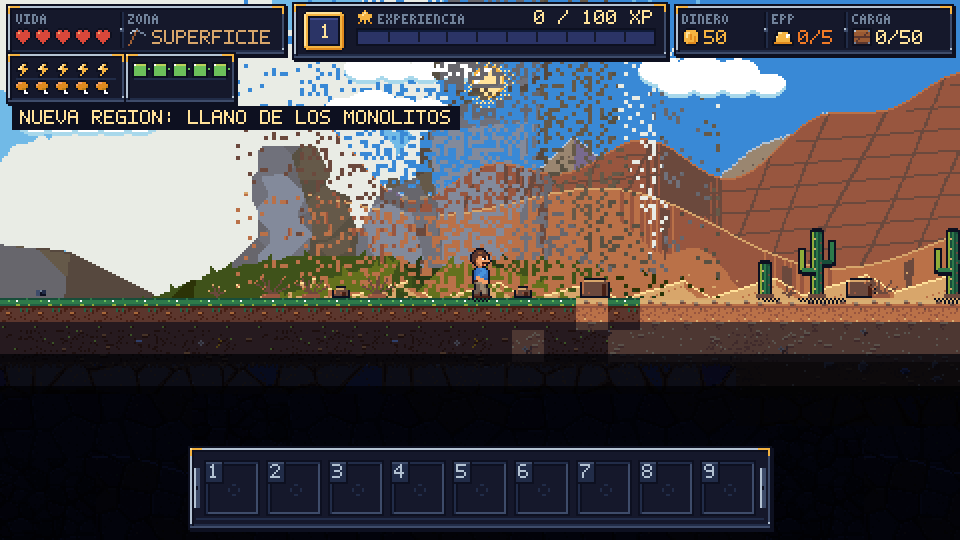 VIDA
ZONA
SUPERFICIE
1
EXPERIENCIA
0 / 100 XP
DINERO
50
EPP
0/5
CARGA
0/50
NUEVA REGION: LLANO DE LOS MONOLITOS
1 2 3 4 5 6 7 8 9